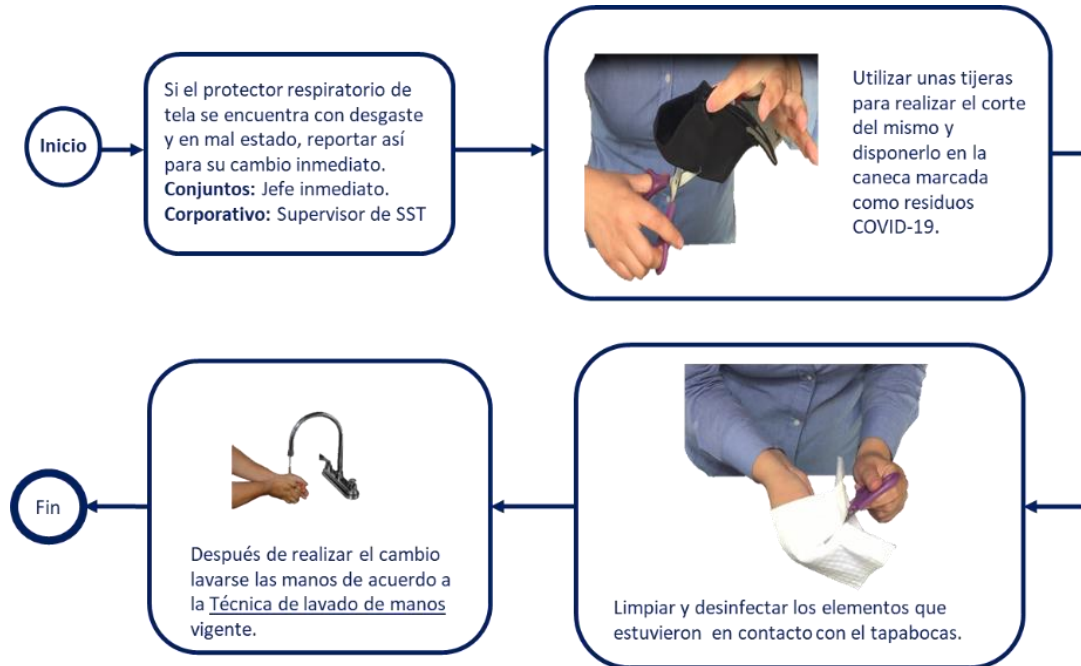 Inicio
Si el protector respiratorio de
tela se encuentra con desgaste
y en mal estado, reportar así
para su cambio inmediato.
Conjuntos: Jefe inmediato.
Corporativo: Supervisor de SST
Utilizar unas tijeras
para realizar el corte
del mismo y
disponerlo en la
caneca marcada
como residuos
COVID-19.
Limpiar y desinfectar los elementos que
estuvieron en contacto con el tapabocas.
Después de realizar el cambio
lavarse las manos de acuerdo a
la Técnica de lavado de manos
vigente.
Fin